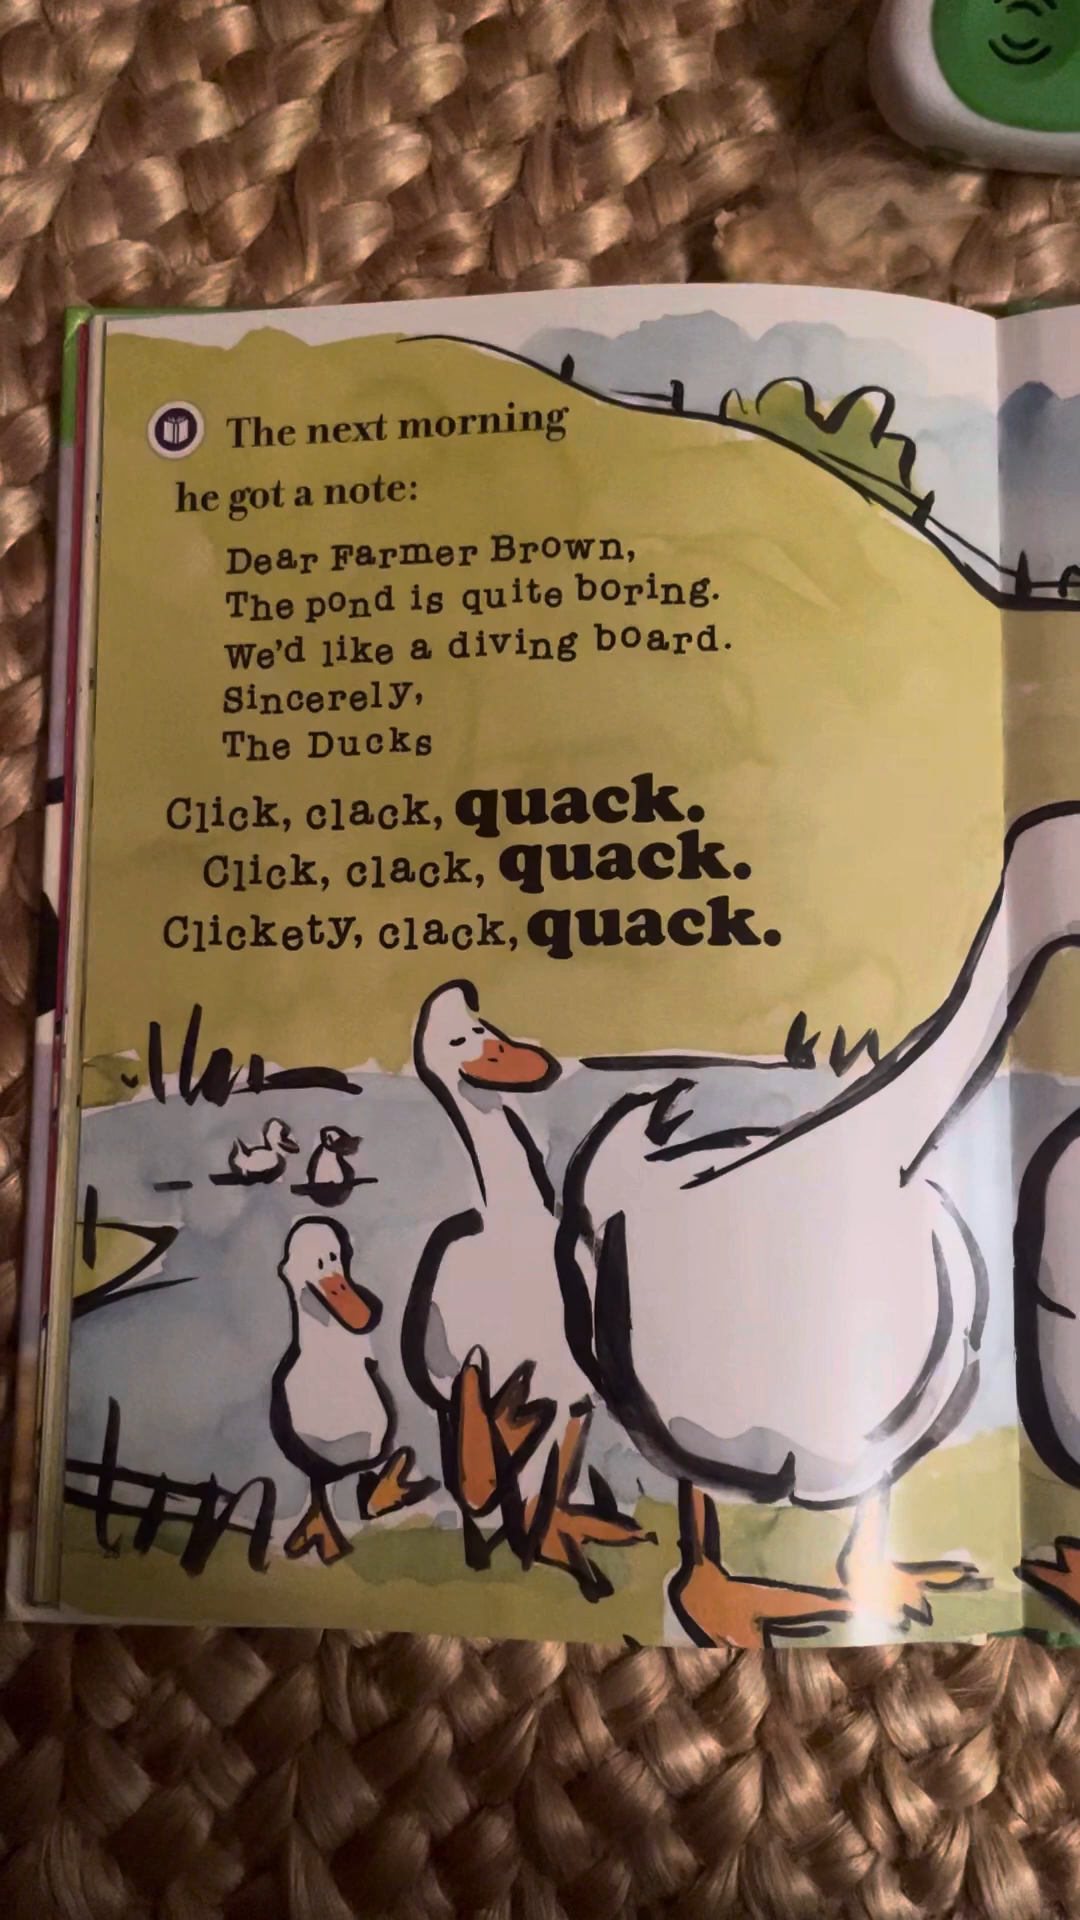 The next morning
he got a note:
Dear Farmer Brown,
The pond is quite boring.
We'd like a diving board.
Sincerely,
The Ducks
Click, clack, quack.
Click, clack, quack.
Clickety, clack, quack.